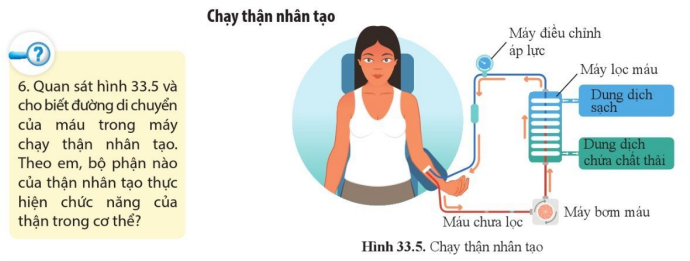 Chạy thận nhân tạo
?
6. Quan sát hình 33.5 và
cho biết đường di chuyển
của máu trong máy
chạy thận nhân tạo.
Theo em, bộ phận nào
của thận nhân tạo thực
hiện chức năng của
thận trong cơ thể?
Máy điều chỉnh
áp lực
Máy lọc máu
Dung dịch
sạch
Dung dịch
chứa chất thải
Máy bơm máu
Máu chưa lọc
Hình 33.5. Chạy thận nhân tạo